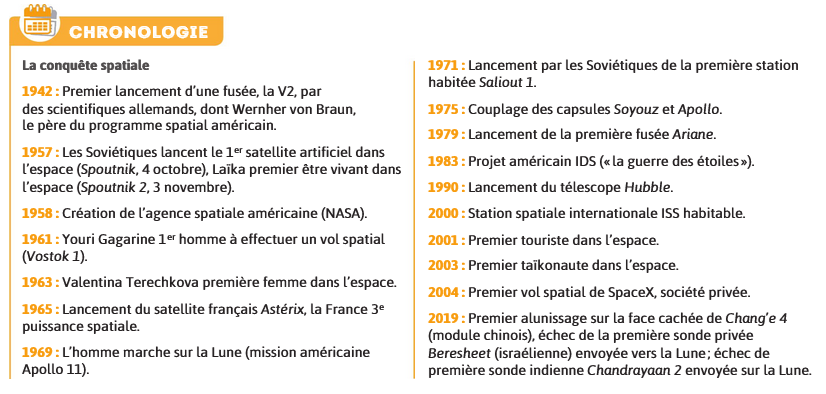 CHRONOLOGIE
La conquête spatiale
1942 : Premier lancement d'une fusée, la V2, par
des scientifiques allemands, dont Wernher von Braun,
le père du programme spatial américain.
1957 : Les Soviétiques lancent le 1er satellite artificiel dans
l'espace (Spoutnik, 4 octobre), Laïka premier être vivant dans
l'espace (Spoutnik 2, 3 novembre).
1958 : Création de l'agence spatiale américaine (NASA).
1961 : Youri Gagarine 1er homme à effectuer un vol spatial
(Vostok 1).
1963 : Valentina Terechkova première femme dans l'espace.
1965 : Lancement du satellite français Astérix, la France 3e
puissance spatiale.
1969 : L'homme marche sur la Lune (mission américaine
Apollo 11).
1971 : Lancement par les Soviétiques de la première station
habitée Saliout 1.
1975 : Couplage des capsules Soyouz et Apollo.
1979 : Lancement de la première fusée Ariane.
1983 : Projet américain IDS (« la guerre des étoiles »).
1990 : Lancement du télescope Hubble.
2000 : Station spatiale internationale ISS habitable.
2001 : Premier touriste dans l'espace.
2003 : Premier taïkonaute dans l'espace.
2004 : Premier vol spatial de SpaceX, société privée.
2019 : Premier alunissage sur la face cachée de Chang'e 4
(module chinois), échec de la première sonde privée
Beresheet (israélienne) envoyée vers la Lune ; échec de
première sonde indienne Chandrayaan 2 envoyée sur la Lune.